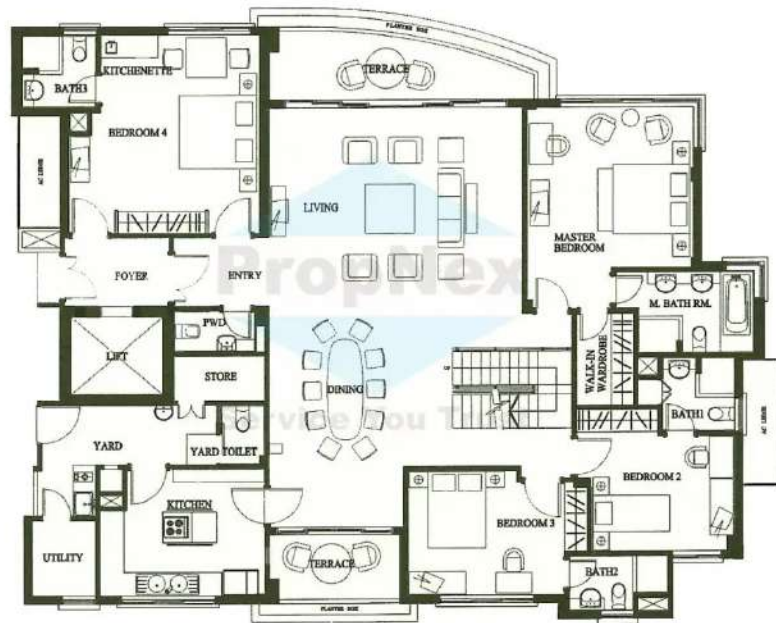 PLANTER BOX
KITCHENETTE
BATH3
TERRACE
BEDROOM 4
LIVING
MASTER
BEDROOM
FOYER
ENTRY
PropNex
M. BATH RM.
PWD
LIFT
WALK-IN
WARDROBE
STORE
DINING
BATH1
Service You Trust
AC LEDGE
YARD
YARD TOILET
BEDROOM 2
KITCHEN
BEDROOM 3
UTILITY
TERRACE
BATH2
PLANTER BOX